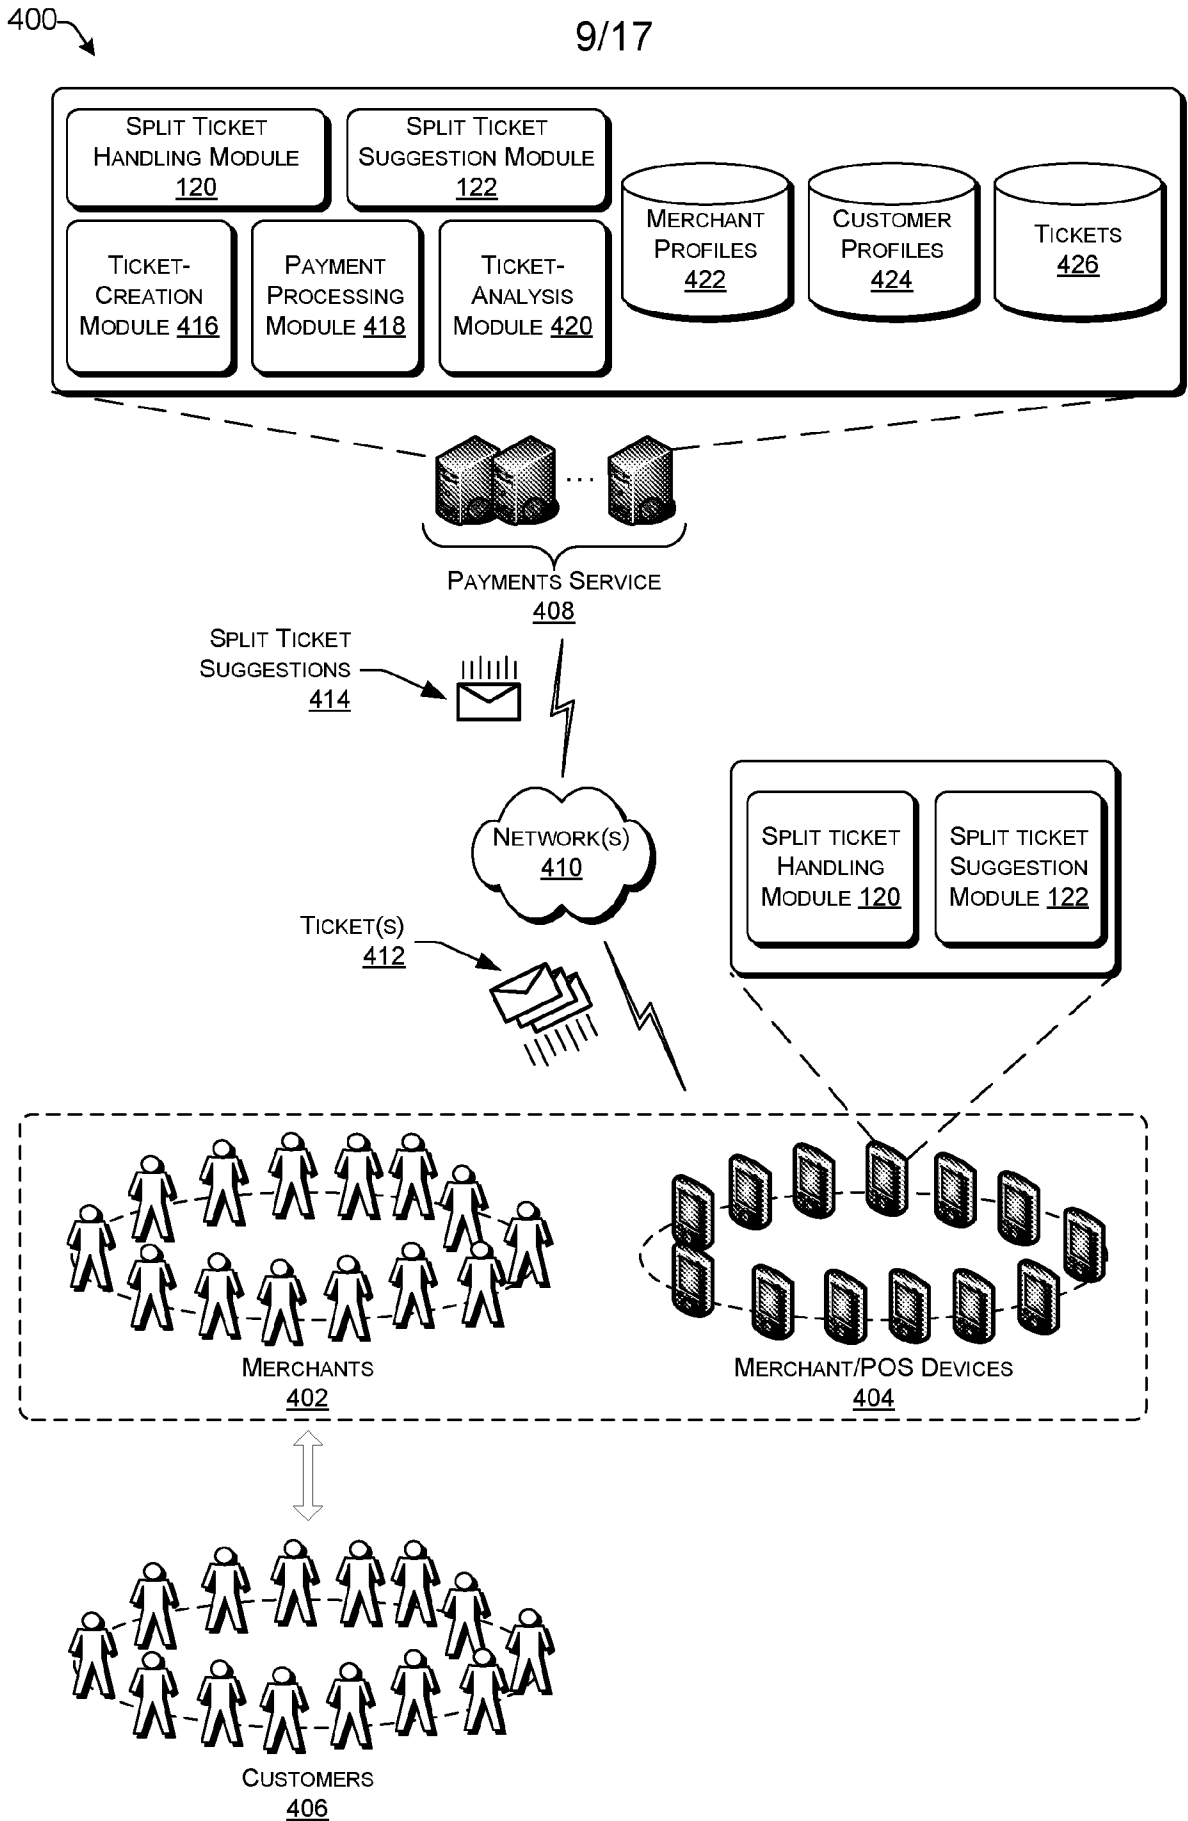 400
9/17
SPLIT TICKET
HANDLING MODULE
120
SPLIT TICKET
SUGGESTION MODULE
122
TICKET-
CREATION
MODULE 416
PAYMENT
PROCESSING
MODULE 418
TICKET-
ANALYSIS
MODULE 420
MERCHANT
PROFILES
422
CUSTOMER
PROFILES
424
TICKETS
426
...
PAYMENTS SERVICE
408
SPLIT TICKET
SUGGESTIONS
414
NETWORK(S)
410
SPLIT TICKET
HANDLING
MODULE 120
SPLIT TICKET
SUGGESTION
MODULE 122
TICKET(S)
412
MERCHANTS
402
MERCHANT/POS DEVICES
404
CUSTOMERS
406